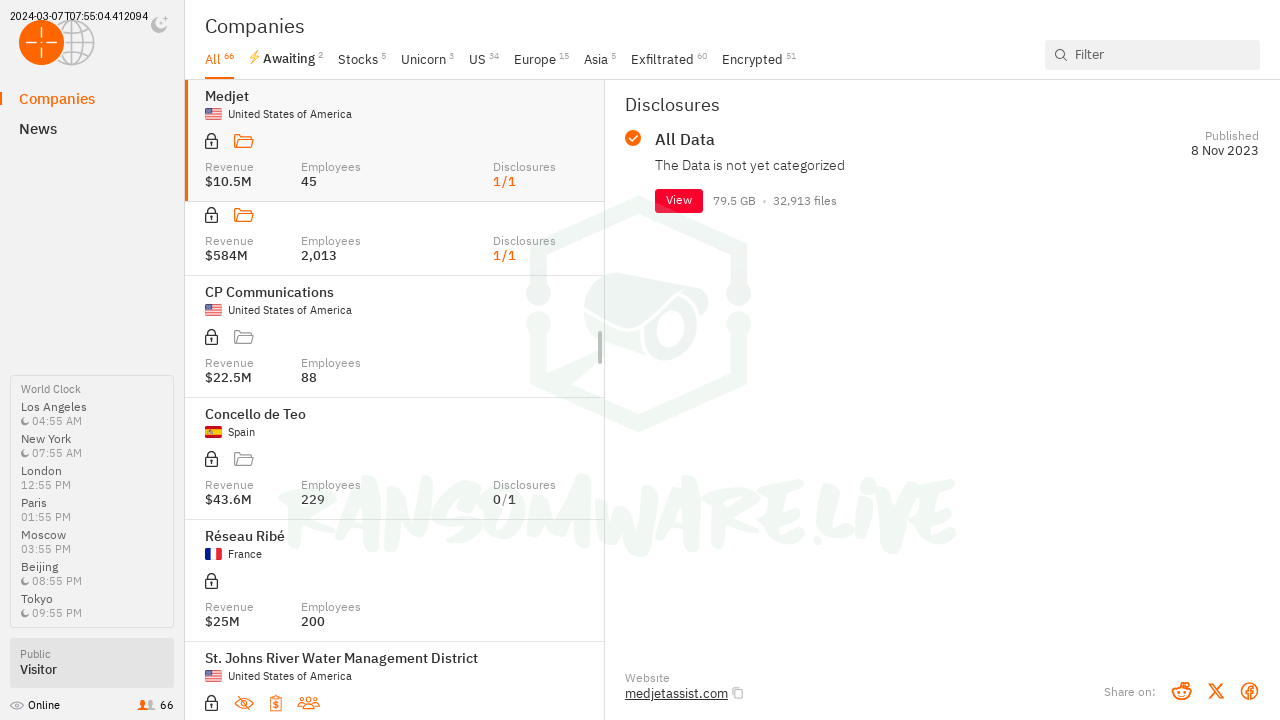 2024-03-07T07:55:04.412094
Companies
News
World Clock
Los Angeles
04:55 AM
New York
07:55 AM
London
12:55 PM
Paris
01:55 PM
Moscow
03:55 PM
Beijing
08:55 PM
Tokyo
09:55 PM
Public
Visitor
Online 66
Companies
All 66 Awaiting 2 Stocks 5 Unicorn 3 US 34 Europe 15 Asia 5 Exfiltrated 60 Encrypted 51
Filter
Medjet
United States of America
Revenue Employees Disclosures
$10.5M 45 1/1
Revenue Employees Disclosures
$584M 2,013 1/1
CP Communications
United States of America
Revenue Employees
$22.5M 88
Concello de Teo
Spain
Revenue Employees Disclosures
$43.6M 229 0/1
Réseau Ribé
France
Revenue Employees
$25M 200
St. Johns River Water Management District
United States of America
Disclosures
All Data
Published
8 Nov 2023
The Data is not yet categorized
View 79.5 GB • 32,913 files
RANSOMWARE.LIVE
Website
medjetassist.com
Share on: